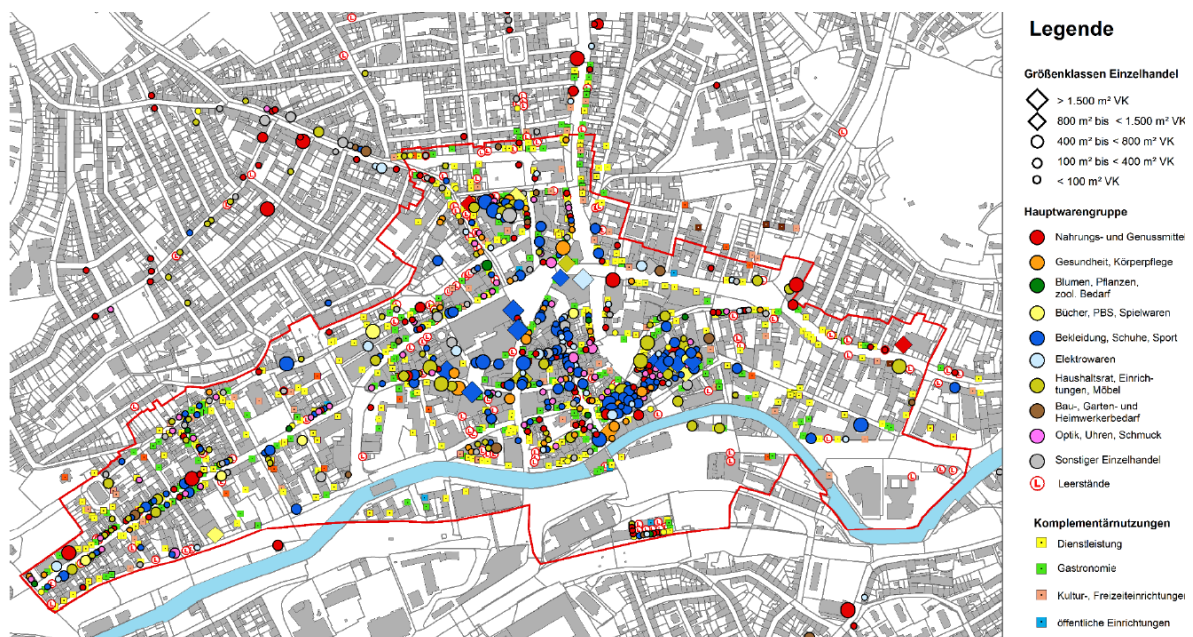 Legende
Größenklassen Einzelhandel
> 1.500 m² VK
800 m² bis < 1.500 m² VK
400 m² bis < 800 m² VK
100 m² bis < 400 m² VK
< 100 m² VK
Hauptwarengruppe
Nahrungs- und Genussmittel
Gesundheit, Körperpflege
Blumen, Pflanzen,
zool. Bedarf
Bücher, PBS, Spielwaren
Bekleidung, Schuhe, Sport
Elektrowaren
Haushaltsrat, Einrich-
tungen, Möbel
Bau-, Garten- und
Heimwerkerbedarf
Optik, Uhren, Schmuck
Sonstiger Einzelhandel
L Leerstände
Komplementärnutzungen
Dienstleistung
Gastronomie
Kultur-, Freizeiteinrichtungen
öffentliche Einrichtungen